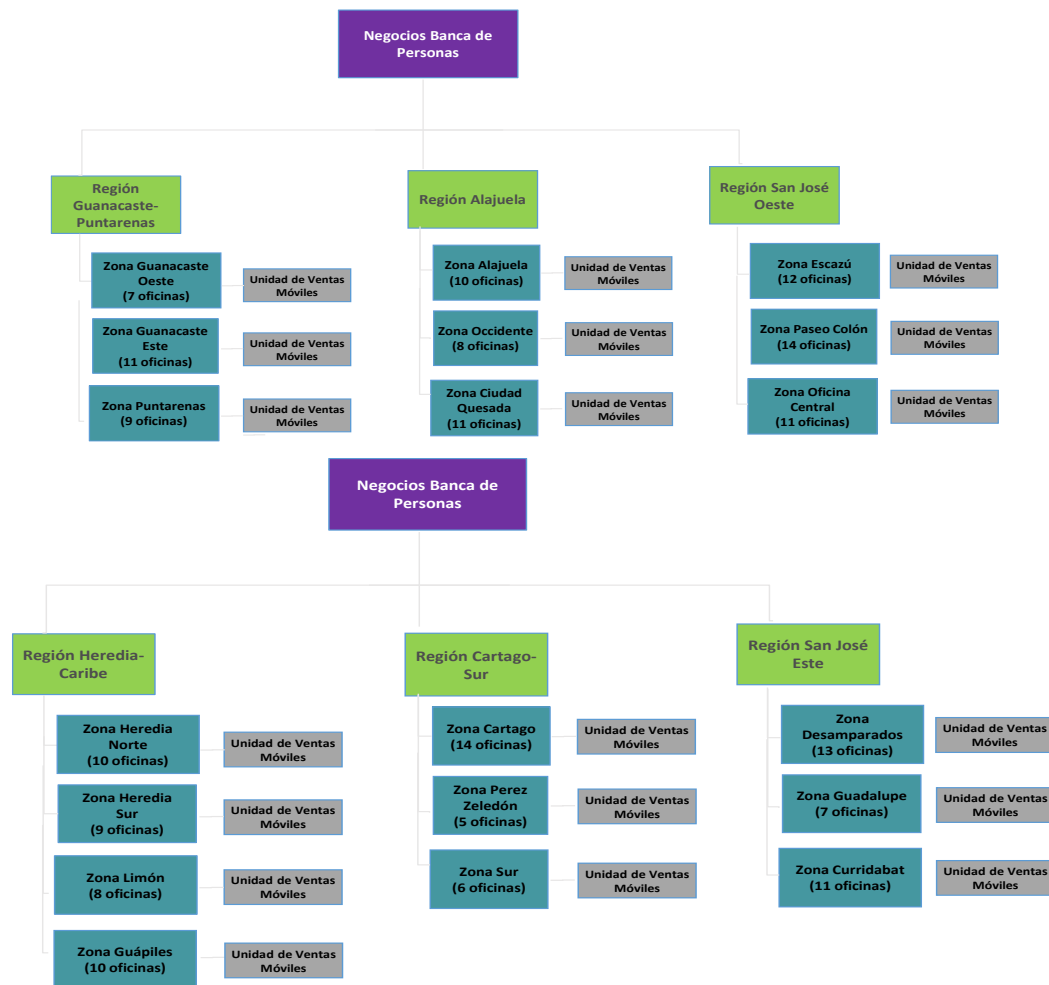 Negocios Banca de
Personas
Región
Guanacaste-
Puntarenas
Región Alajuela
Región San José
Oeste
Zona Guanacaste
Oeste
(7 oficinas)
Unidad de Ventas
Móviles
Zona Alajuela
(10 oficinas)
Unidad de Ventas
Móviles
Zona Escazú
(12 oficinas)
Unidad de Ventas
Móviles
Zona Guanacaste
Este
(11 oficinas)
Unidad de Ventas
Móviles
Zona Occidente
(8 oficinas)
Unidad de Ventas
Móviles
Zona Paseo Colón
(14 oficinas)
Unidad de Ventas
Móviles
Zona Puntarenas
(9 oficinas)
Unidad de Ventas
Móviles
Zona Ciudad
Quesada
(11 oficinas)
Unidad de Ventas
Móviles
Zona Oficina
Central
(11 oficinas)
Unidad de Ventas
Móviles
Negocios Banca de
Personas
Región Heredia-
Caribe
Región Cartago-
Sur
Región San José
Este
Zona Heredia
Norte
(10 oficinas)
Unidad de Ventas
Móviles
Zona Cartago
(14 oficinas)
Unidad de Ventas
Móviles
Zona
Desamparados
(13 oficinas)
Unidad de Ventas
Móviles
Zona Heredia
Sur
(9 oficinas)
Unidad de Ventas
Móviles
Zona Perez
Zeledón
(5 oficinas)
Unidad de Ventas
Móviles
Zona Guadalupe
(7 oficinas)
Unidad de Ventas
Móviles
Zona Limón
(8 oficinas)
Unidad de Ventas
Móviles
Zona Sur
(6 oficinas)
Unidad de Ventas
Móviles
Zona Curridabat
(11 oficinas)
Unidad de Ventas
Móviles
Zona Guápiles
(10 oficinas)
Unidad de Ventas
Móviles